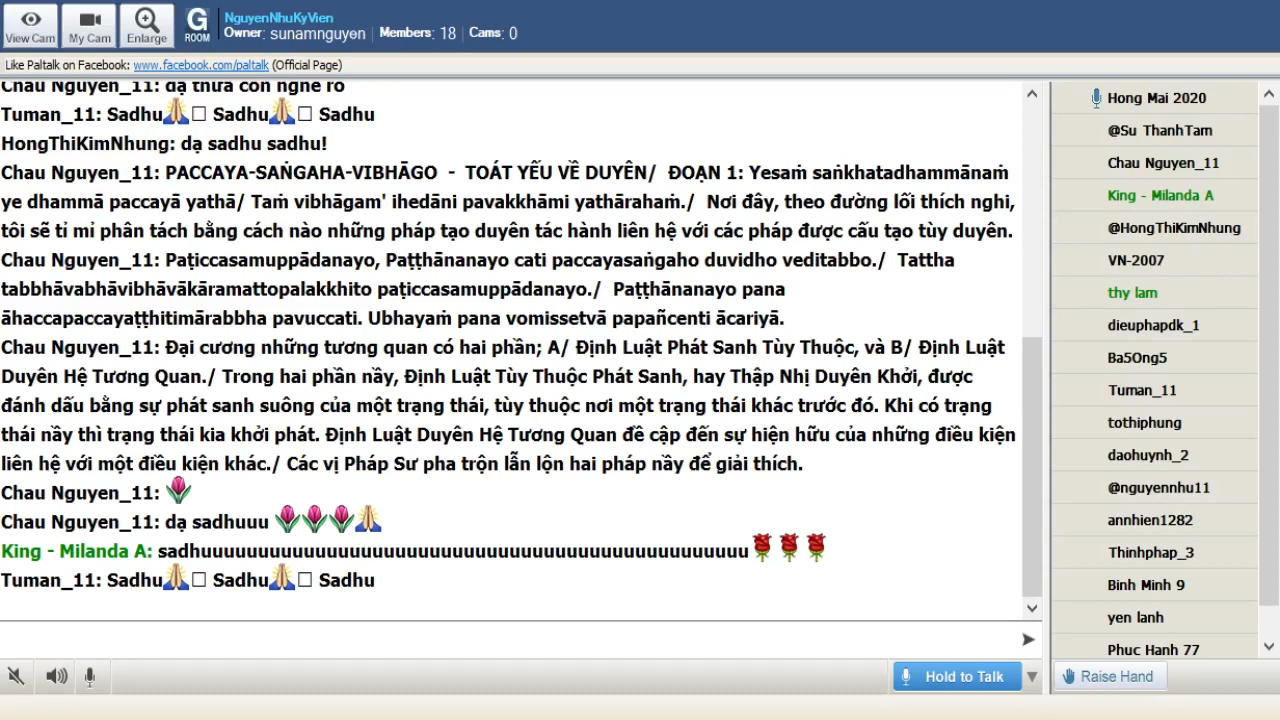 View Cam
My Cam
Enlarge
G
ROOM
NguyenNhuKyVien
Owner: sunamnguyen | Members: 18 | Cams: 0
Like Paltalk on Facebook: www.facebook.com/paltalk (Official Page)
Chau Nguyen_11: dạ thưa con nghe rõ
Tuman_11: Sadhu🙏□ Sadhu🙏□ Sadhu
HongThiKimNhung: dạ sadhu sadhu!
Chau Nguyen_11: PACCAYA-SAṄGAHA-VIBHĀGO - TOÁT YẾU VỀ DUYÊN/ ĐOẠN 1: Yesaṁ saṅkhatadhammānaṁ
ye dhammā paccayā yathā/ Taṁ vibhāgam' ihedāni pavakkhāmi yathārahaṁ./ Nơi đây, theo đường lối thích nghi,
tôi sẽ tỉ mỉ phân tách bằng cách nào những pháp tạo duyên tác hành liên hệ với các pháp được cấu tạo tùy duyên.
Chau Nguyen_11: Paṭiccasamuppādanayo, Paṭṭhānanayo cati paccayasaṅgaho duvidho veditabbo./ Tattha
tabbhāvabhāvibhāvākāramattopalakkhito paṭiccasamuppādanayo./ Paṭṭhānanayo pana
āhaccapaccayaṭṭhitimārabbha pavuccati. Ubhayaṁ pana vomissetvā papañcenti ācariyā.
Chau Nguyen_11: Đại cương những tương quan có hai phần; A/ Định Luật Phát Sanh Tùy Thuộc, và B/ Định Luật
Duyên Hệ Tương Quan./ Trong hai phần nầy, Định Luật Tùy Thuộc Phát Sanh, hay Thập Nhị Duyên Khởi, được
đánh dấu bằng sự phát sanh suông của một trạng thái, tùy thuộc nơi một trạng thái khác trước đó. Khi có trạng
thái nầy thì trạng thái kia khởi phát. Định Luật Duyên Hệ Tương Quan đề cập đến sự hiện hữu của những điều kiện
liên hệ với một điều kiện khác./ Các vị Pháp Sư pha trộn lẫn lộn hai pháp nầy để giải thích.
Chau Nguyen_11: 🌷
Chau Nguyen_11: dạ sadhuuu 🌷🌷🌷🙏
King - Milanda A: sadhuuuuuuuuuuuuuuuuuuuuuuuuuuuuuuuuuuuuuuuuuuuuuuuu🌹🌹🌹
Tuman_11: Sadhu🙏□ Sadhu🙏□ Sadhu
Hong Mai 2020
@Su ThanhTam
Chau Nguyen_11
King - Milanda A
@HongThiKimNhung
VN-2007
thy lam
dieuphapdk_1
Ba5Ong5
Tuman_11
tothiphung
daohuynh_2
@nguyennhu11
annhien1282
Thinhphap_3
Binh Minh 9
yen lanh
Phuc Hanh 77
Hold to Talk
Raise Hand